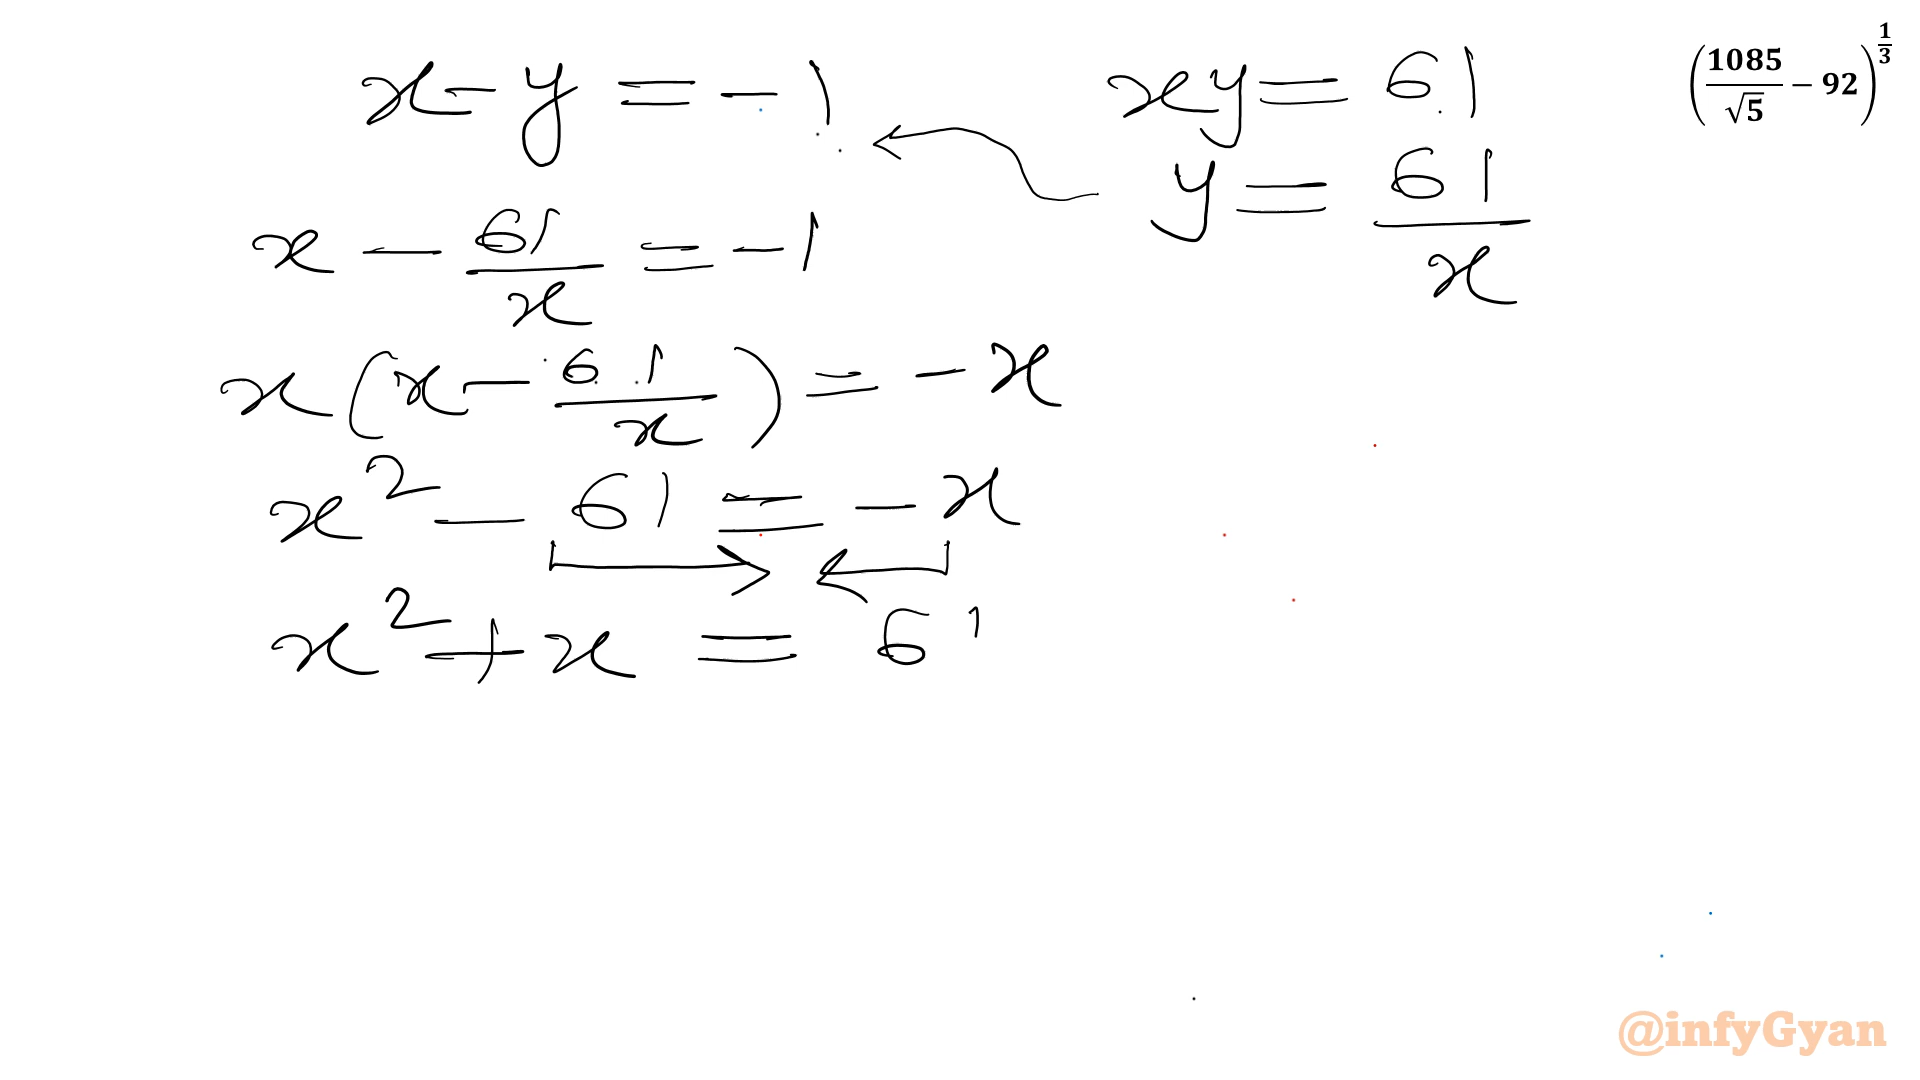 x - y = -1
xy = 61
(1085/√5 - 92)^(1/3)
y = 61/x
x - 61/x = -1
x(x - 61/x) = -x
x² - 61 = -x
x² + x = 61
@infyGyan